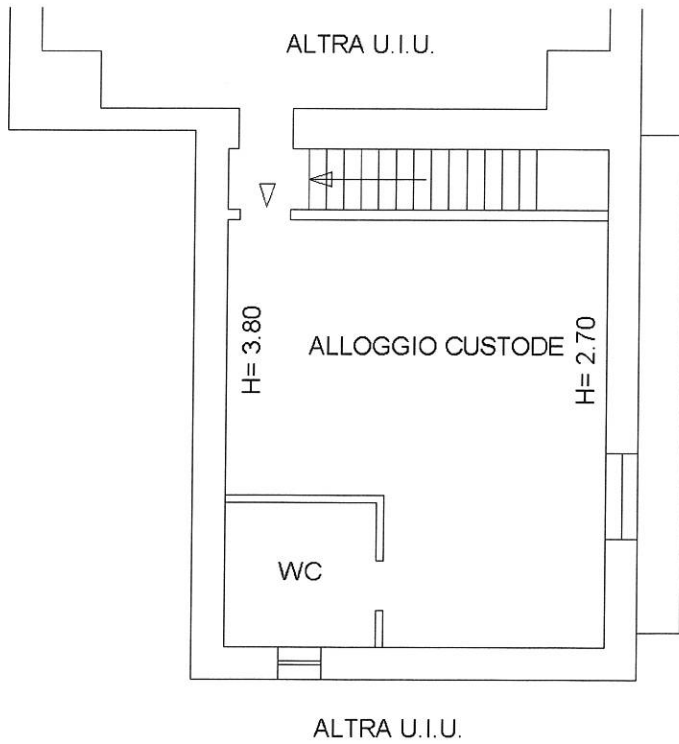 ALTRA U.I.U.
H= 3.80
ALLOGGIO CUSTODE
H= 2.70
WC
ALTRA U.I.U.